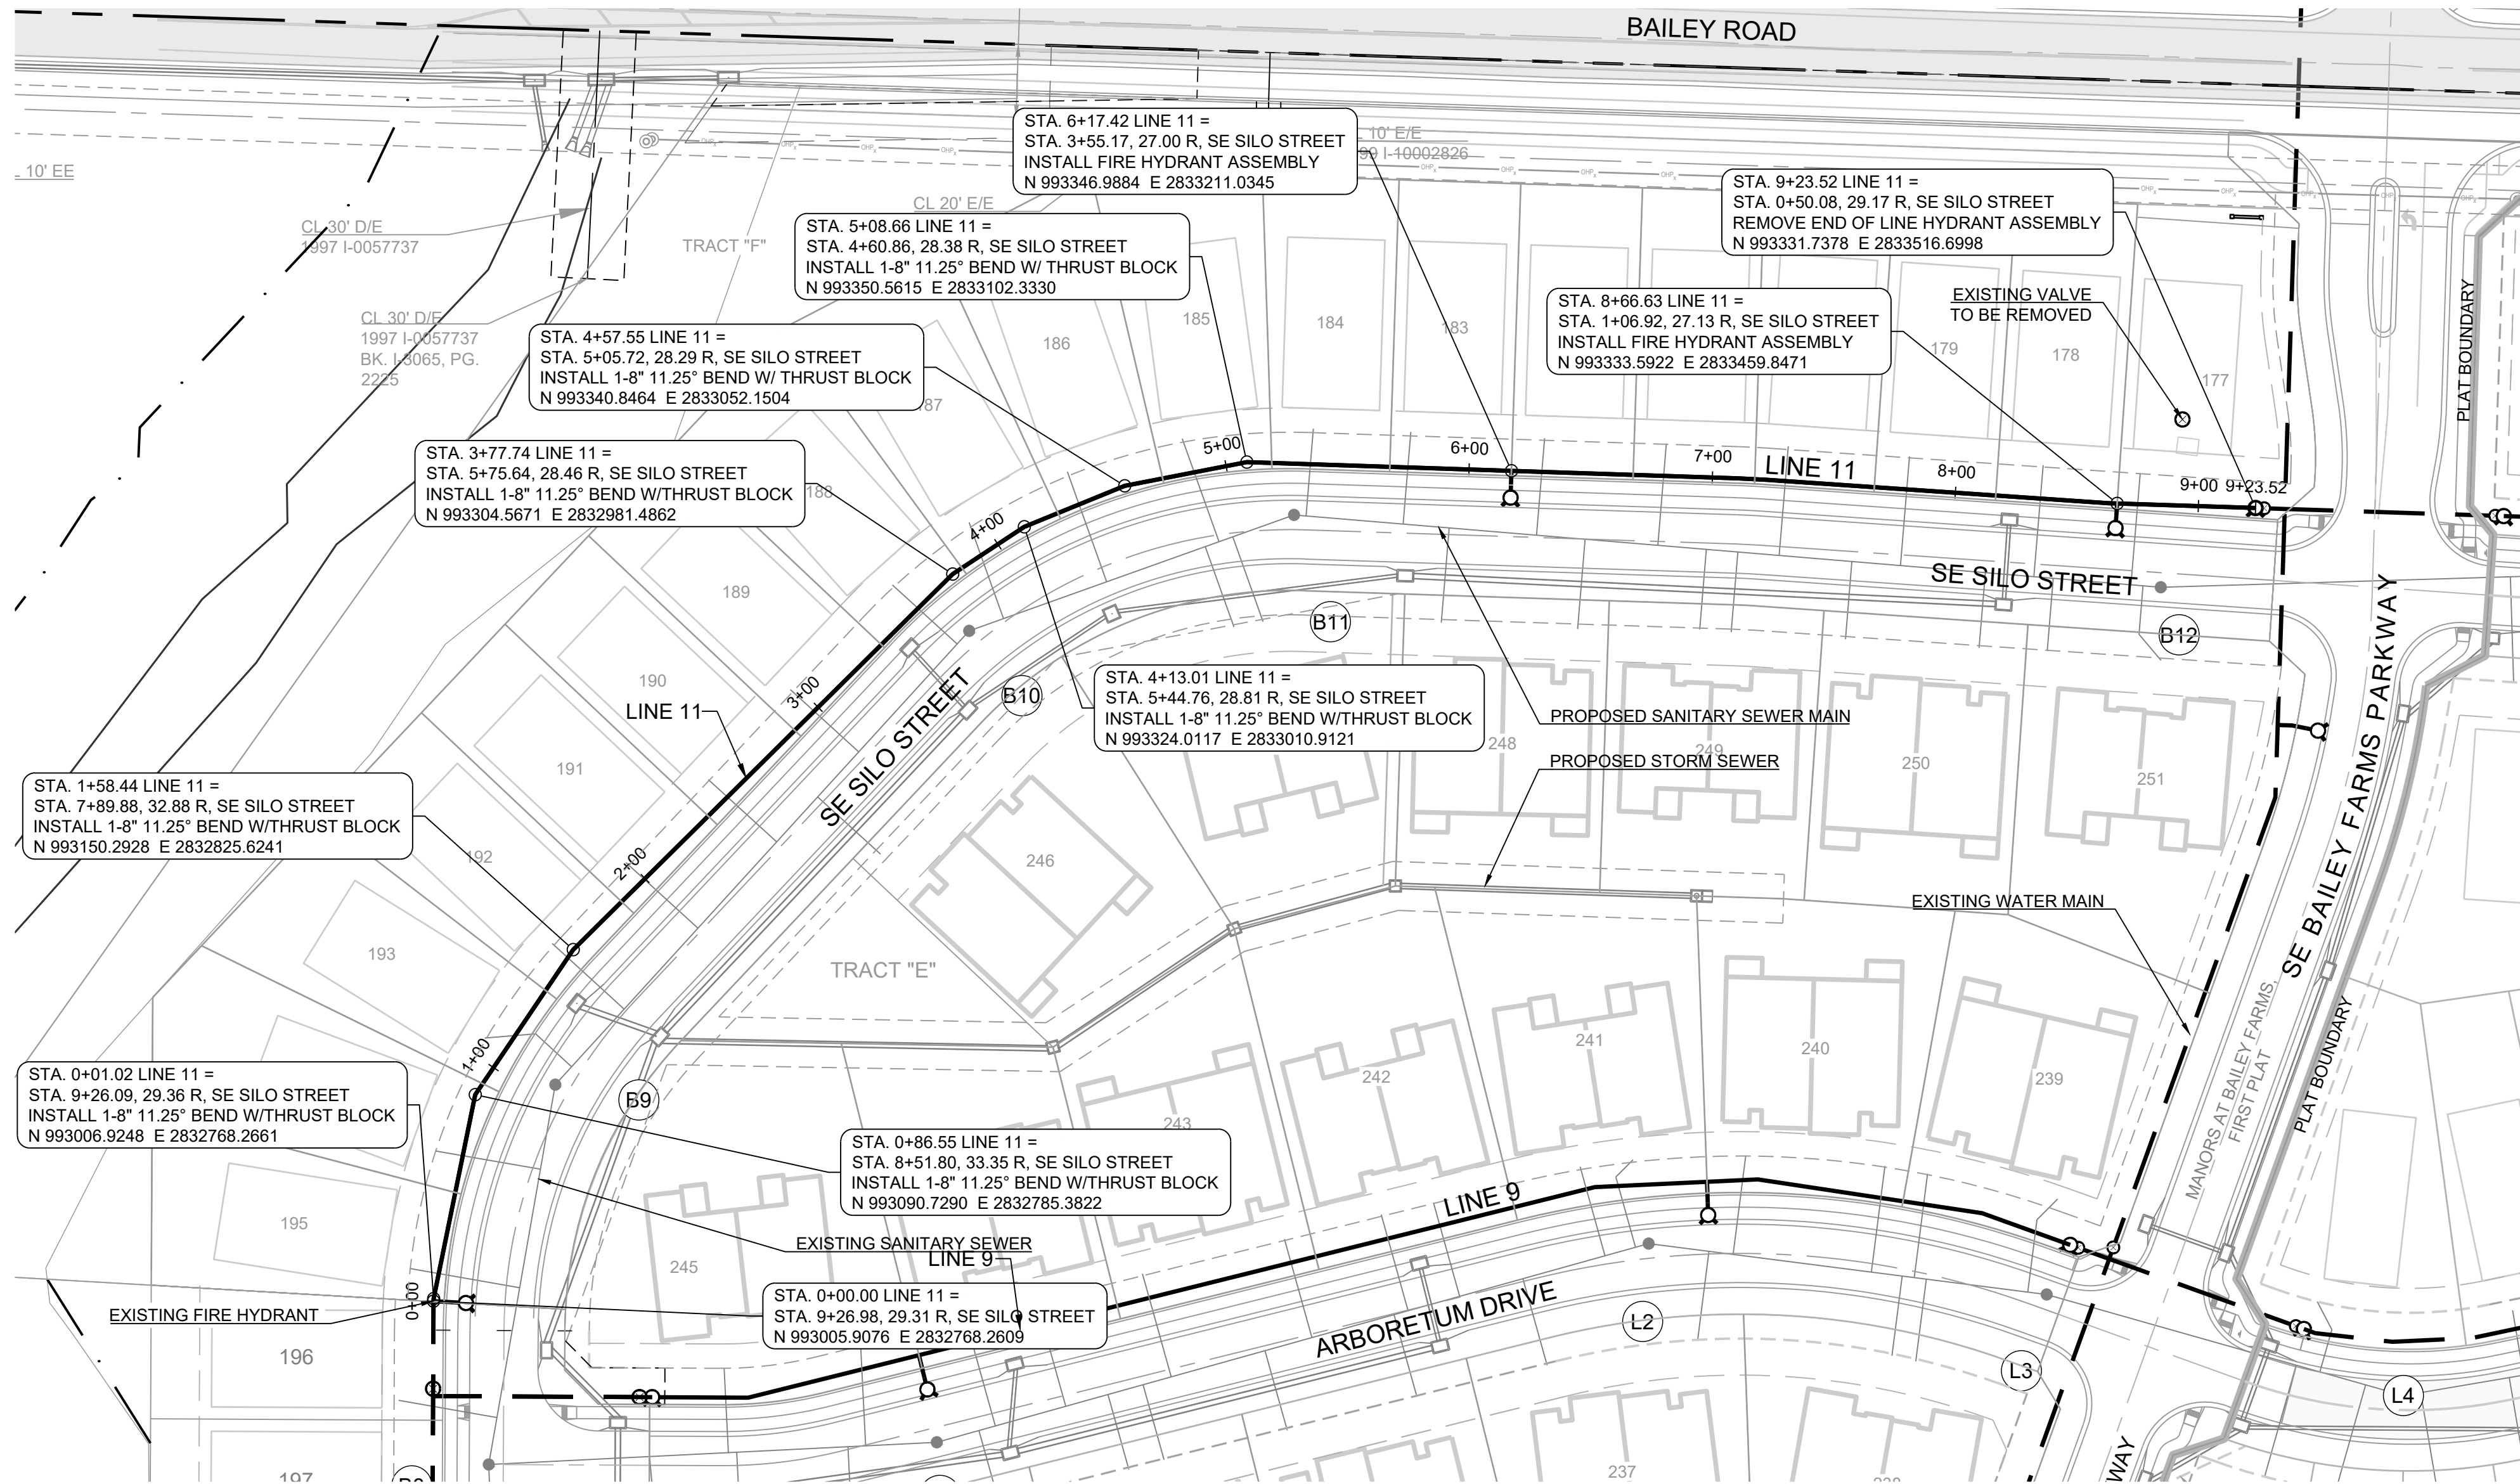 BAILEY ROAD
10' EE
CL 30' D/E
1997 I-0057737
TRACT "F"
CL 20' E/E
10' E/E
99 I-10002826
CL 30' D/E
1997 I-0057737
BK. I-3065, PG.
2225
STA. 6+17.42 LINE 11 =
STA. 3+55.17, 27.00 R, SE SILO STREET
INSTALL FIRE HYDRANT ASSEMBLY
N 993346.9884 E 2833211.0345
STA. 9+23.52 LINE 11 =
STA. 0+50.08, 29.17 R, SE SILO STREET
REMOVE END OF LINE HYDRANT ASSEMBLY
N 993331.7378 E 2833516.6998
STA. 5+08.66 LINE 11 =
STA. 4+60.86, 28.38 R, SE SILO STREET
INSTALL 1-8" 11.25° BEND W/ THRUST BLOCK
N 993350.5615 E 2833102.3330
STA. 8+66.63 LINE 11 =
STA. 1+06.92, 27.13 R, SE SILO STREET
INSTALL FIRE HYDRANT ASSEMBLY
N 993333.5922 E 2833459.8471
EXISTING VALVE
TO BE REMOVED
PLAT BOUNDARY
STA. 4+57.55 LINE 11 =
STA. 5+05.72, 28.29 R, SE SILO STREET
INSTALL 1-8" 11.25° BEND W/ THRUST BLOCK
N 993340.8464 E 2833052.1504
STA. 3+77.74 LINE 11 =
STA. 5+75.64, 28.46 R, SE SILO STREET
INSTALL 1-8" 11.25° BEND W/THRUST BLOCK
N 993304.5671 E 2832981.4862
187
186
185
184
183
179
178
177
188
189
190
191
192
193
195
196
197
4+00
5+00
6+00
7+00
LINE 11
8+00
9+00
9+23.52
SE SILO STREET
B11
B12
B10
3+00
LINE 11
SE SILO STREET
STA. 4+13.01 LINE 11 =
STA. 5+44.76, 28.81 R, SE SILO STREET
INSTALL 1-8" 11.25° BEND W/THRUST BLOCK
N 993324.0117 E 2833010.9121
PROPOSED SANITARY SEWER MAIN
PROPOSED STORM SEWER
248
249
250
251
SE BAILEY FARMS PARKWAY
STA. 1+58.44 LINE 11 =
STA. 7+89.88, 32.88 R, SE SILO STREET
INSTALL 1-8" 11.25° BEND W/THRUST BLOCK
N 993150.2928 E 2832825.6241
2+00
246
TRACT "E"
EXISTING WATER MAIN
MANORS AT BAILEY FARMS,
FIRST PLAT
PLAT BOUNDARY
1+00
STA. 0+01.02 LINE 11 =
STA. 9+26.09, 29.36 R, SE SILO STREET
INSTALL 1-8" 11.25° BEND W/THRUST BLOCK
N 993006.9248 E 2832768.2661
B9
243
242
241
240
239
STA. 0+86.55 LINE 11 =
STA. 8+51.80, 33.35 R, SE SILO STREET
INSTALL 1-8" 11.25° BEND W/THRUST BLOCK
N 993090.7290 E 2832785.3822
LINE 9
EXISTING SANITARY SEWER
LINE 9
245
0+00
EXISTING FIRE HYDRANT
STA. 0+00.00 LINE 11 =
STA. 9+26.98, 29.31 R, SE SILO STREET
N 993005.9076 E 2832768.2609
ARBORETUM DRIVE
L2
L3
L4
237
WAY